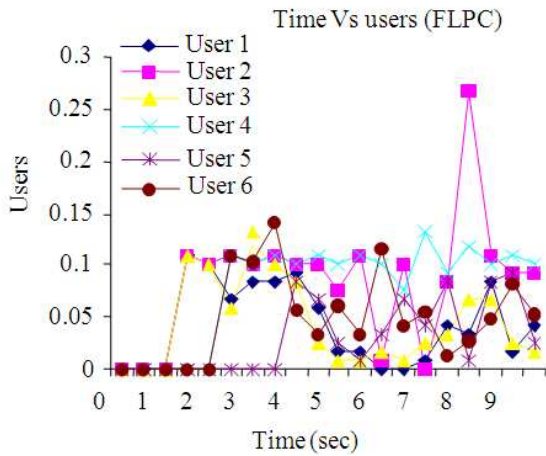 Time Vs users (FLPC)
0.3
0.25
0.2
0.15
0.1
0.05
0
Users
User 1
User 2
User 3
User 4
User 5
User 6
0 1 2 3 4 5 6 7 8 9
Time (sec)